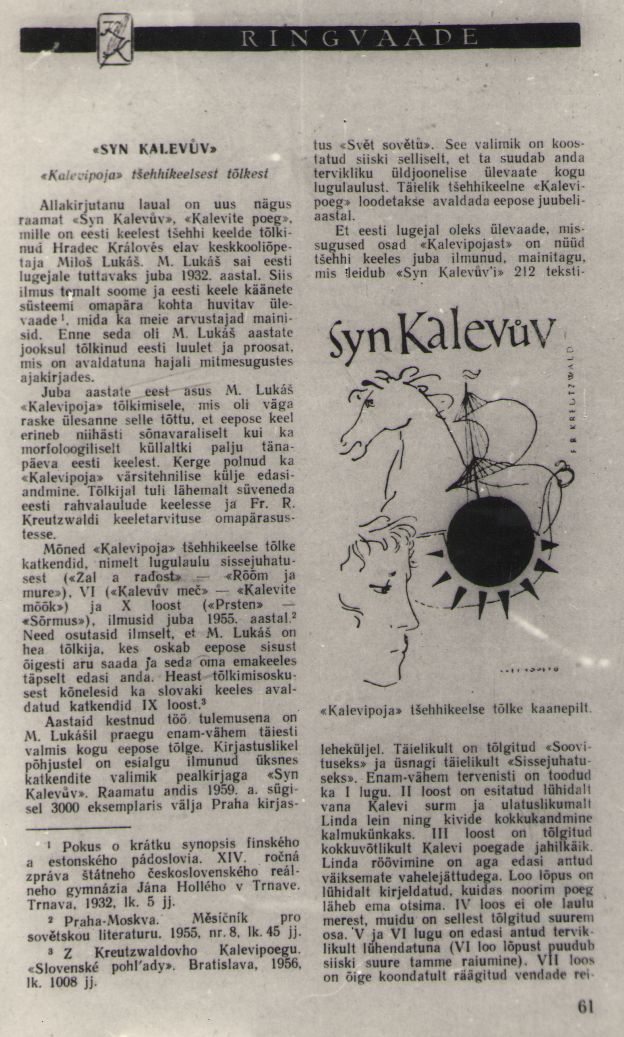 RINGVAADE
«SYN KALEVŮV»
«Kalevipoja» tšehhikeelsest tõlkest
Allakirjutanu laual on uus nägus
raamat «Syn Kalevův», «Kalevite poeg»,
mille on eesti keelest tšehhi keelde tõlki-
nud Hradec Královés elav keskkooliõpe-
taja Miloš Lukáš. M. Lukáš sai eesti
lugejale tuttavaks juba 1932. aastal. Siis
ilmus temalt soome ja eesti keele käänete
süsteemi omapära kohta huvitav üle-
vaade¹, mida ka meie arvustajad maini-
sid. Enne seda oli M. Lukáš aastate
jooksul tõlkinud eesti luulet ja proosat,
mis on avaldatuna hajali mitmesugustes
ajakirjades.
Juba aastate eest asus M. Lukáš
«Kalevipoja» tõlkimisele, mis oli väga
raske ülesanne selle tõttu, et eepose keel
erineb niihästi sõnavaraliselt kui ka
morfoloogiliselt küllaltki palju täna-
päeva eesti keelest. Kerge polnud ka
«Kalevipoja» värsitehnilise külje edasi-
andmine. Tõlkijal tuli lähemalt süveneda
eesti rahvalaulude keelesse ja Fr. R.
Kreutzwaldi keeletarvituse omapärasus-
tesse.
Mõned «Kalevipoja» tšehhikeelse tõlke
katkendid, nimelt lugulaulu sissejuhatu-
sest («Žal a radost» — «Rõõm ja
mure»), VI («Kalevův meč» — «Kalevite
mõõk») ja X loost («Prsten» —
«Sõrmus»), ilmusid juba 1955. aastal.²
Need osutasid ilmselt, et M. Lukáš on
hea tõlkija, kes oskab eepose sisust
õigesti aru saada ja seda oma emakeeles
täpselt edasi anda. Heast tõlkimisosku-
sest kõnelesid ka slovaki keeles aval-
datud katkendid IX loost.³
Aastaid kestnud töö tulemusena on
M. Lukášil praegu enam-vähem täiesti
valmis kogu eepose tõlge. Kirjastuslikel
põhjustel on esialgu ilmunud üksnes
katkendite valimik pealkirjaga «Syn
Kalevův». Raamatu andis 1959. a. sügi-
sel 3000 eksemplaris välja Praha kirjas-
¹ Pokus o krátku synopsis finského
a estonského pádoslovia. XIV. ročná
zpráva štátneho československého reál-
neho gymnázia Jána Hollého v Trnave.
Trnava, 1932, lk. 5 jj.
² Praha-Moskva. Měsíčník pro
sovětskou literaturu. 1955, nr. 8, lk. 45 jj.
³ Z Kreutzwaldovho Kalevipoegu.
«Slovenské pohl'ady». Bratislava, 1956,
lk. 1008 jj.
tus «Svět sovětů». See valimik on koos-
tatud siiski selliselt, et ta suudab anda
tervikliku üldjoonelise ülevaate kogu
lugulaulust. Täielik tšehhikeelne «Kalevi-
poeg» loodetakse avaldada eepose juubeli-
aastal.
Et eesti lugejal oleks ülevaade, mis-
sugused osad «Kalevipojast» on nüüd
tšehhi keeles juba ilmunud, mainitagu,
mis leidub «Syn Kalevův'i» 212 teksti-
Syn Kalevův
FR. KREUTZWALD
«Kalevipoja» tšehhikeelse tõlke kaanepilt.
leheküljel. Täielikult on tõlgitud «Soovi-
tuseks» ja üsnagi täielikult «Sissejuhatu-
seks». Enam-vähem tervenisti on toodud
ka I lugu. II loost on esitatud lühidalt
vana Kalevi surm ja ulatuslikumalt
Linda lein ning kivide kokkukandmine
kalmukünkaks. III loost on tõlgitud
kokkuvõtlikult Kalevi poegade jahilkäik.
Linda röövimine on aga edasi antud
väiksemate vahelejättudega. Loo lõpus on
lühidalt kirjeldatud, kuidas noorim poeg
läheb ema otsima. IV loos ei ole laulu
merest, muidu on sellest tõlgitud suurem
osa. V ja VI lugu on edasi antud tervik-
likult lühendatuna (VI loo lõpust puudub
siiski suure tamme raiumine). VII loos
on õige koondatult räägitud vendade rei-
61